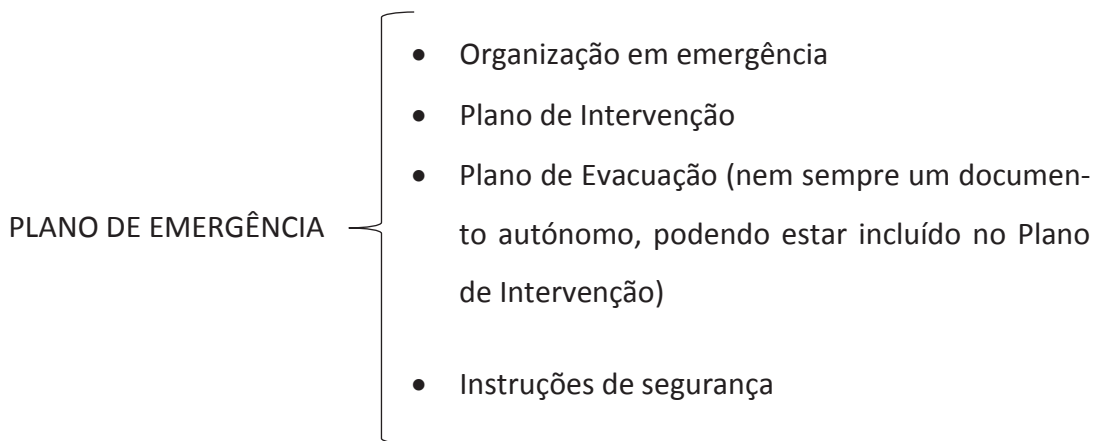 PLANO DE EMERGÊNCIA
• Organização em emergência
• Plano de Intervenção
• Plano de Evacuação (nem sempre um documen-
to autónomo, podendo estar incluído no Plano
de Intervenção)
• Instruções de segurança